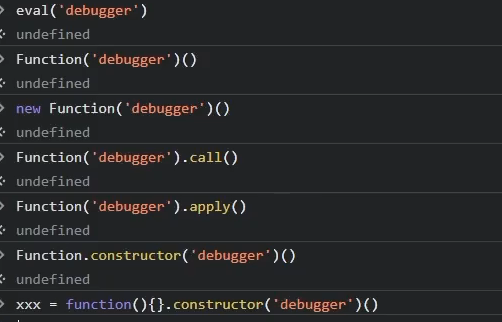 eval('debugger')
undefined
Function('debugger')()
undefined
new Function('debugger')()
undefined
Function('debugger').call()
undefined
Function('debugger').apply()
undefined
Function.constructor('debugger')()
undefined
xxx = function(){}.constructor('debugger')()